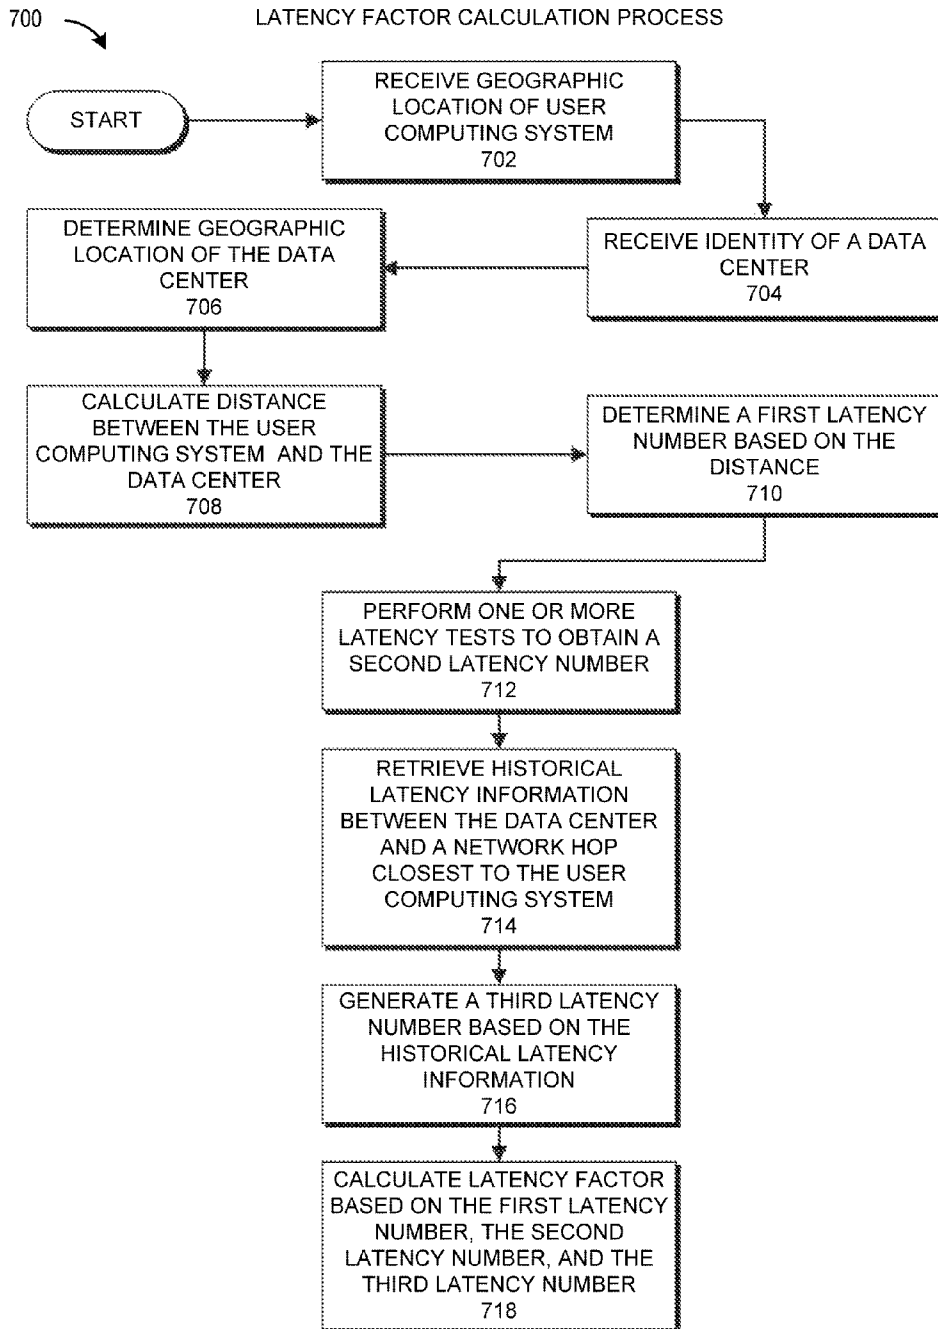 700
LATENCY FACTOR CALCULATION PROCESS
START
RECEIVE GEOGRAPHIC
LOCATION OF USER
COMPUTING SYSTEM
702
RECEIVE IDENTITY OF A DATA
CENTER
704
DETERMINE GEOGRAPHIC
LOCATION OF THE DATA
CENTER
706
CALCULATE DISTANCE
BETWEEN THE USER
COMPUTING SYSTEM AND THE
DATA CENTER
708
DETERMINE A FIRST LATENCY
NUMBER BASED ON THE
DISTANCE
710
PERFORM ONE OR MORE
LATENCY TESTS TO OBTAIN A
SECOND LATENCY NUMBER
712
RETRIEVE HISTORICAL
LATENCY INFORMATION
BETWEEN THE DATA CENTER
AND A NETWORK HOP
CLOSEST TO THE USER
COMPUTING SYSTEM
714
GENERATE A THIRD LATENCY
NUMBER BASED ON THE
HISTORICAL LATENCY
INFORMATION
716
CALCULATE LATENCY FACTOR
BASED ON THE FIRST LATENCY
NUMBER, THE SECOND
LATENCY NUMBER, AND THE
THIRD LATENCY NUMBER
718